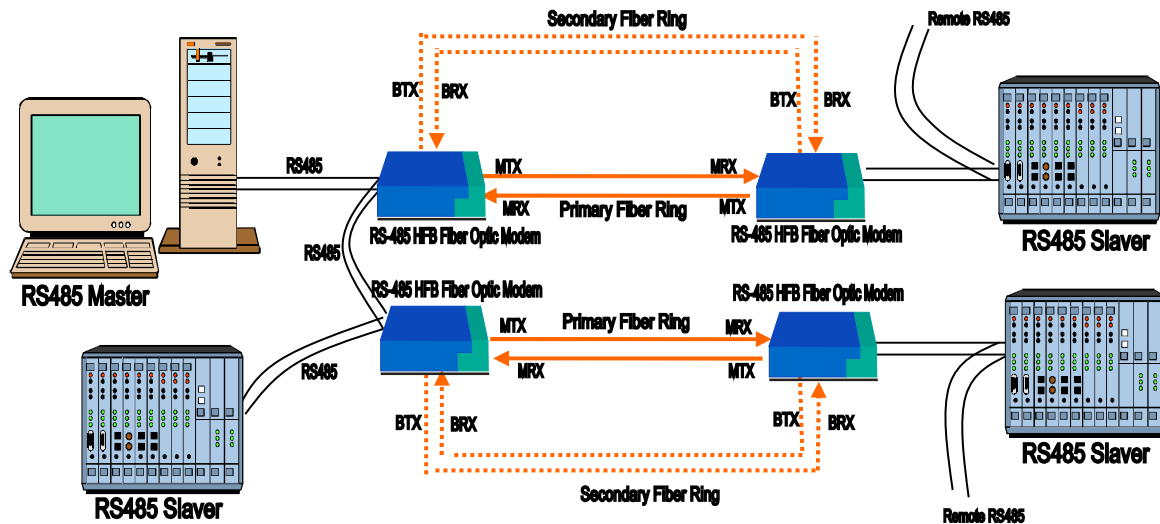 Secondary Fiber Ring
Remote RS485
BTX
BRX
BTX
BRX
RS485
MTX
MRX
MRX
Primary Fiber Ring
MTX
RS-485 HFB Fiber Optic Modem
RS-485 HFB Fiber Optic Modem
RS485 Slaver
RS485
RS485 Master
RS-485 HFB Fiber Optic Modem
RS-485 HFB Fiber Optic Modem
MTX
Primary Fiber Ring
MRX
RS485
MRX
MTX
BTX
BRX
BTX
BRX
RS485 Slaver
Secondary Fiber Ring
RS485 Slaver
Remote RS485